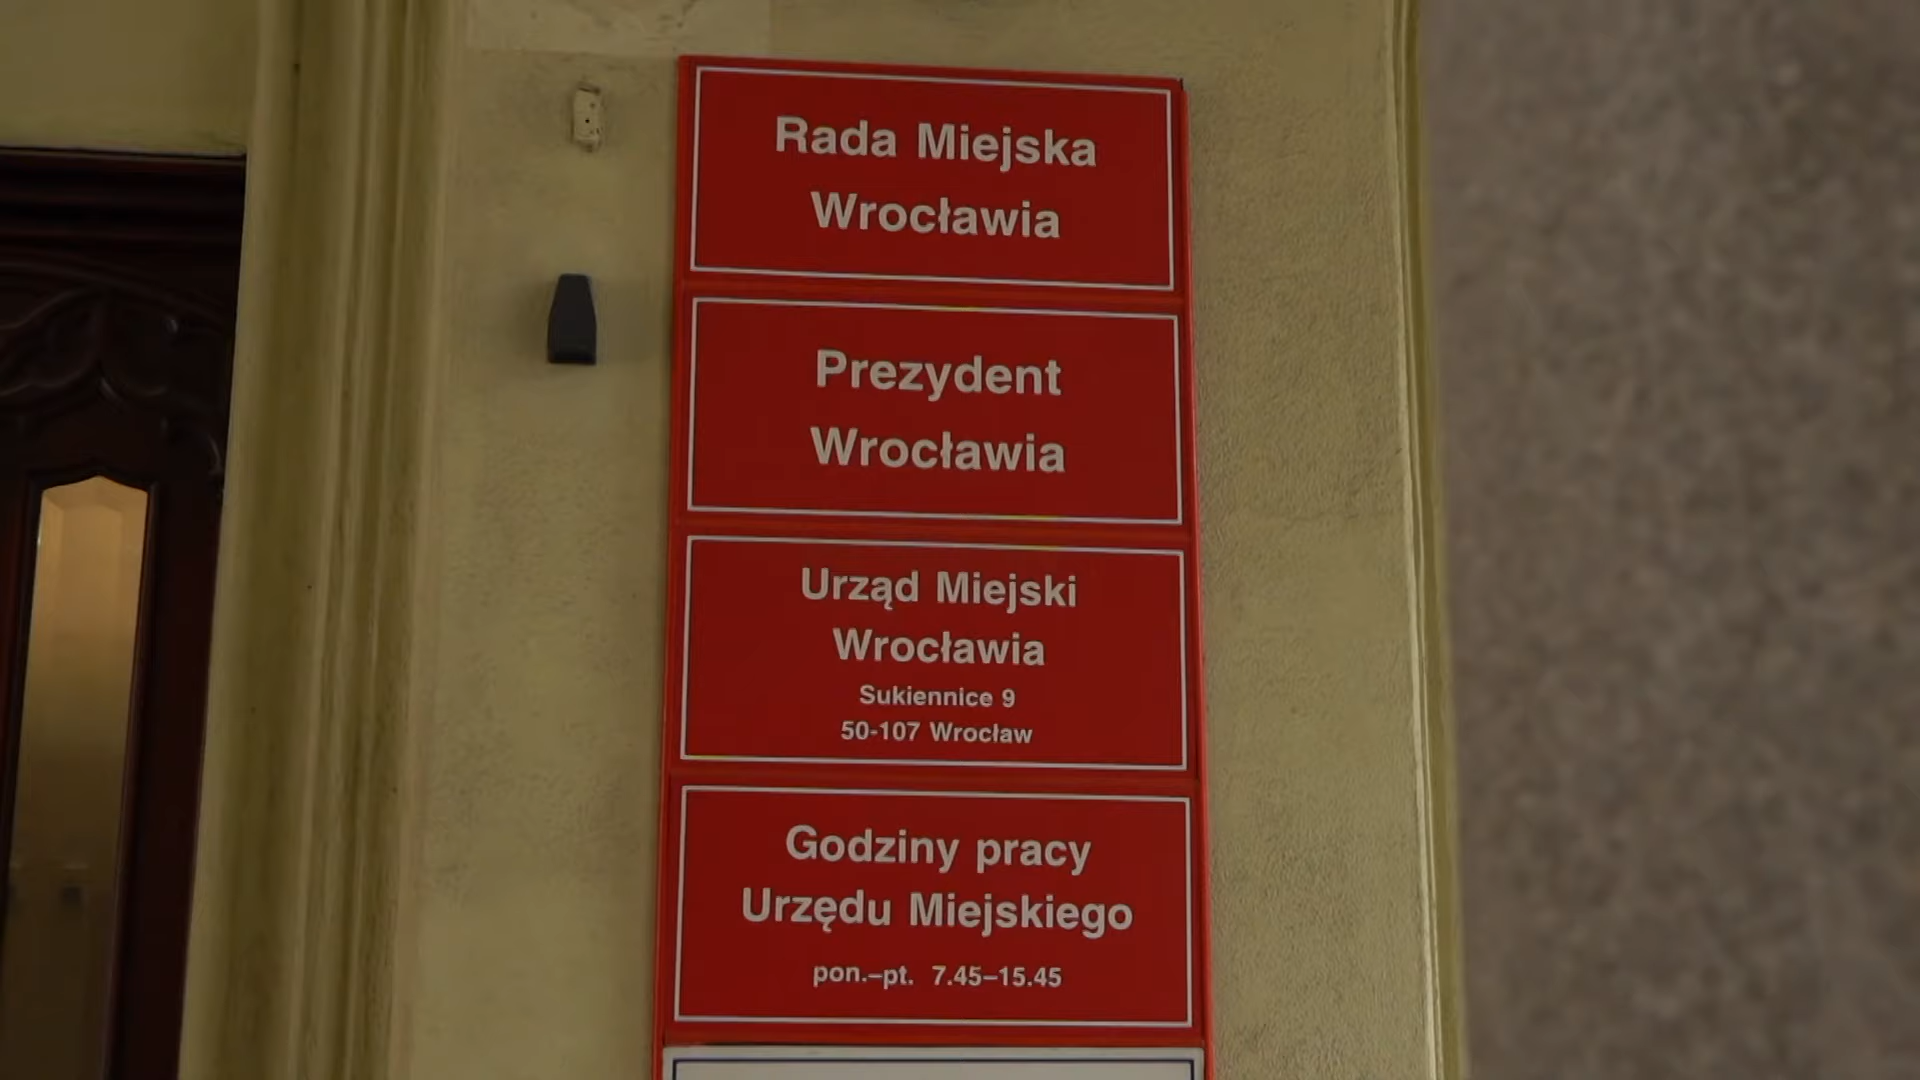 Rada Miejska
Wrocławia
Prezydent
Wrocławia
Urząd Miejski
Wrocławia
Sukiennice 9
50-107 Wrocław
Godziny pracy
Urzędu Miejskiego
pon.–pt. 7.45–15.45